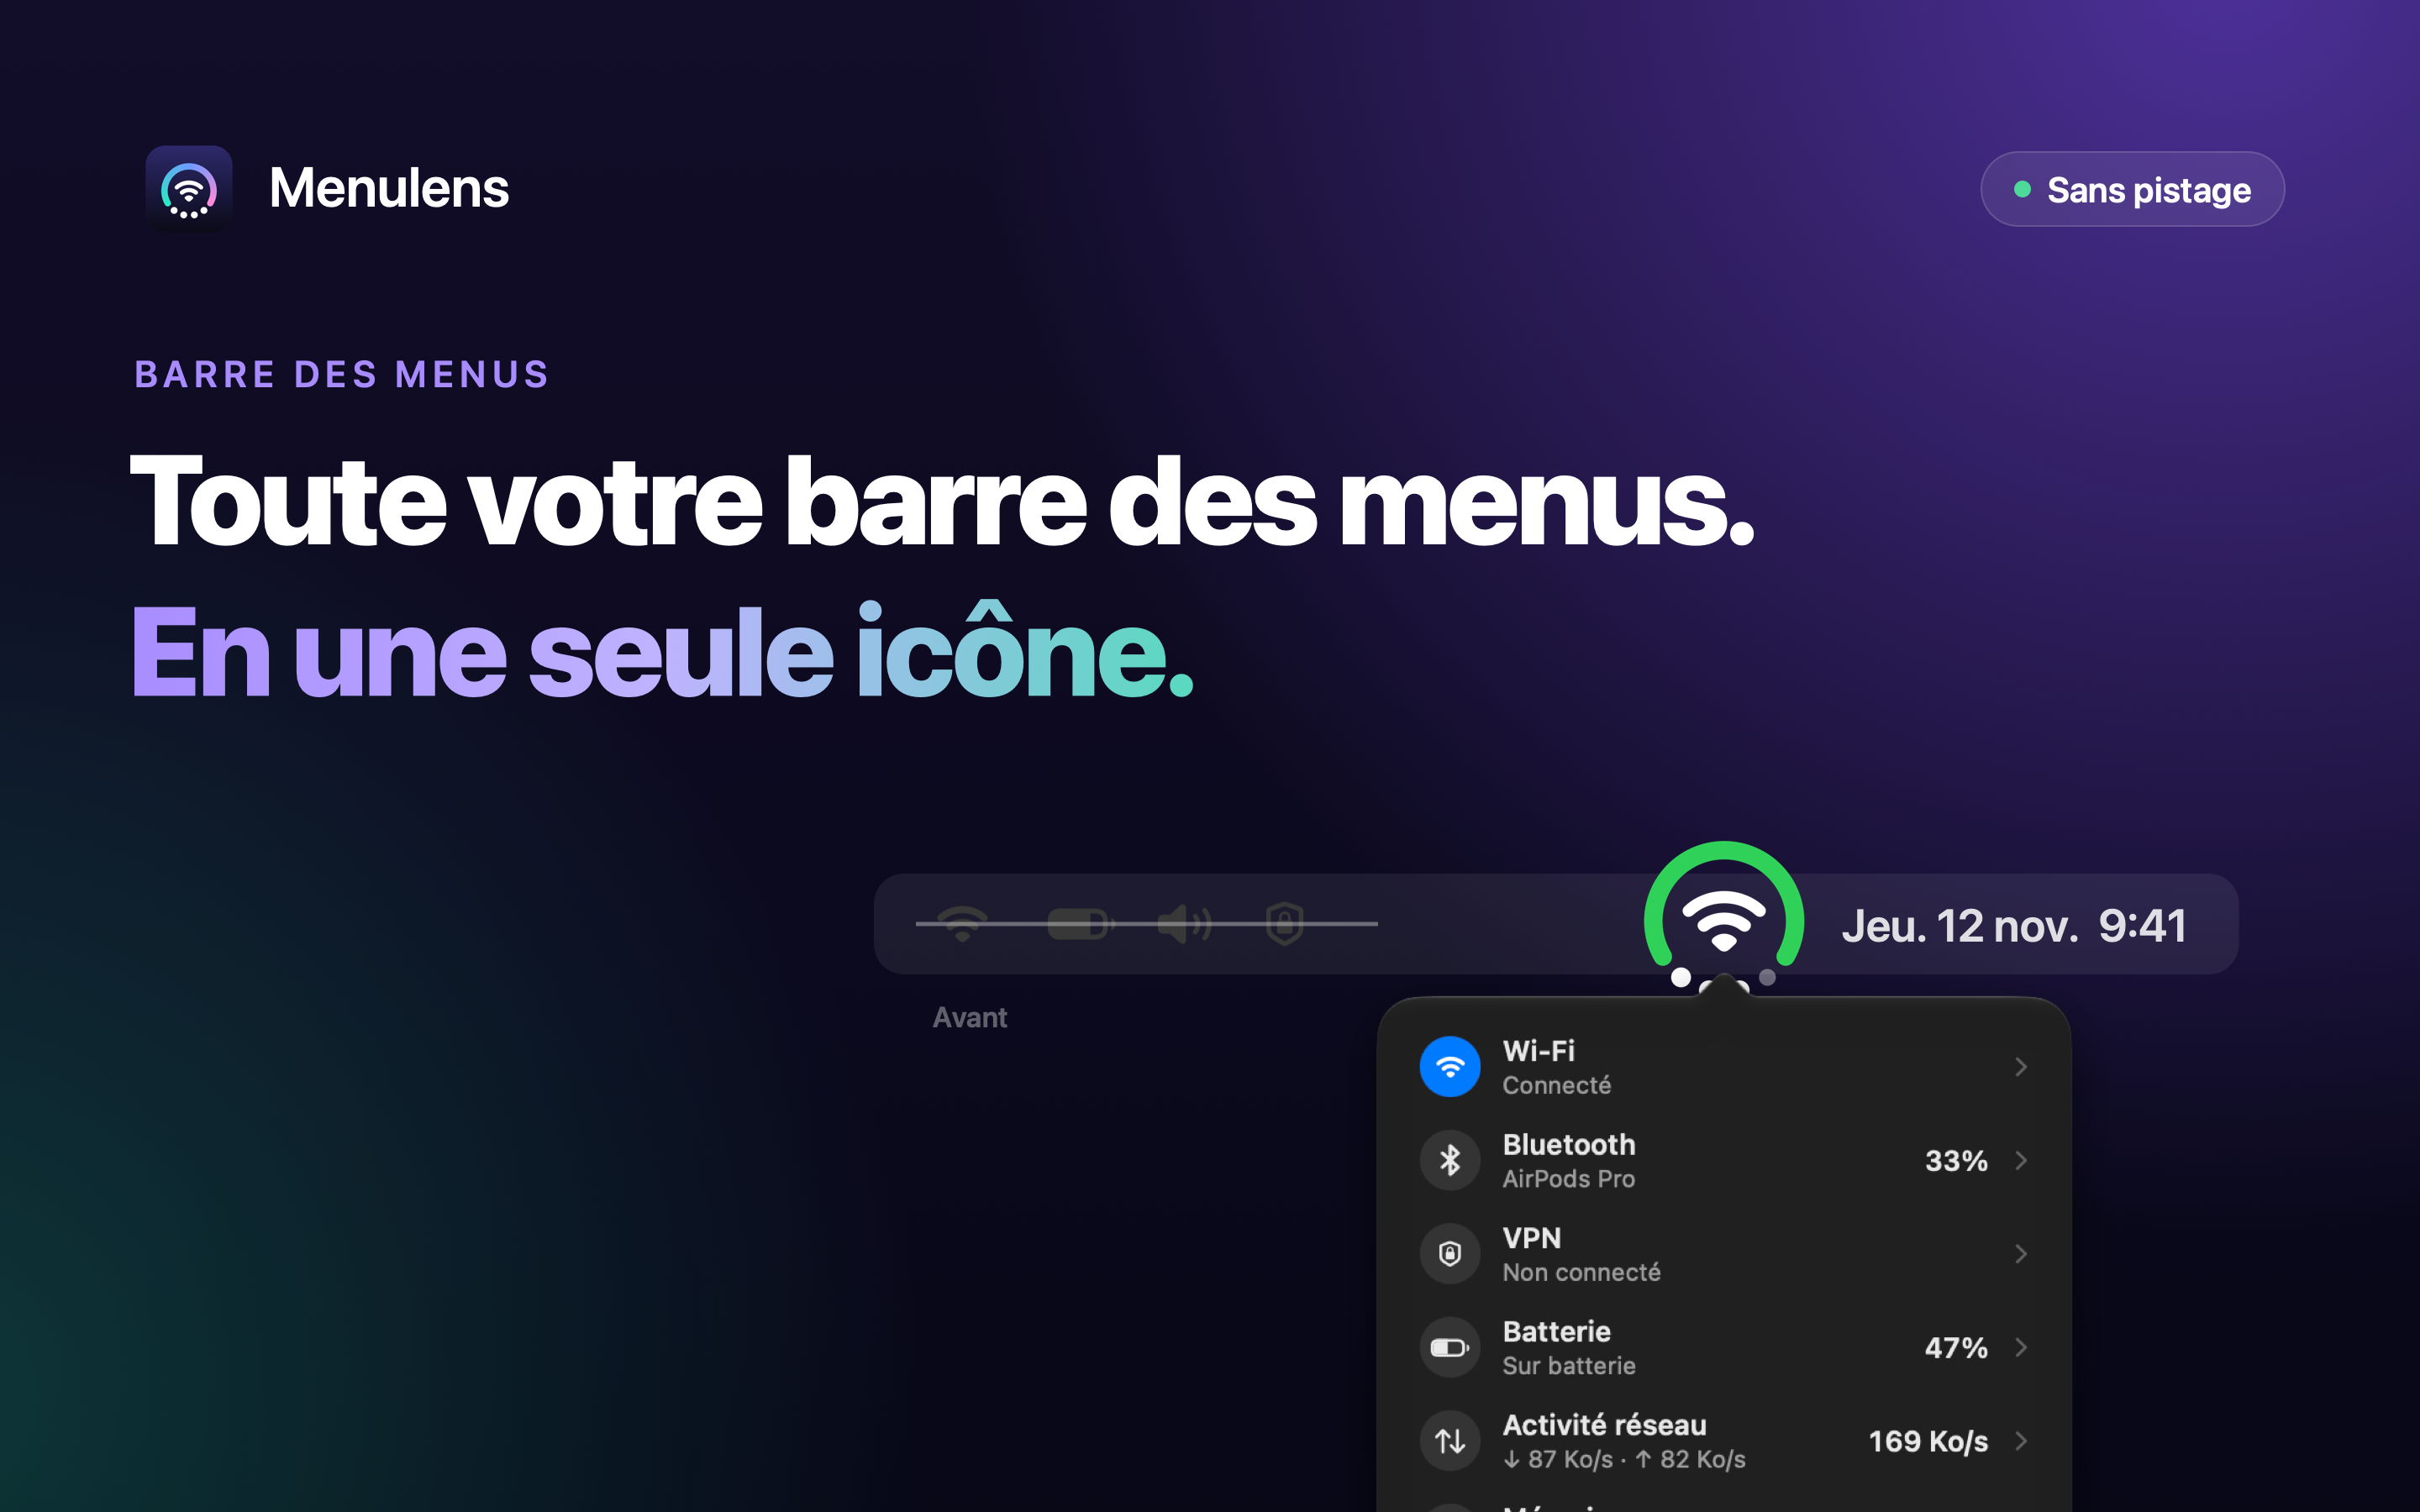 Menulens
Sans pistage
BARRE DES MENUS
Toute votre barre des menus.
En une seule icône.
Jeu. 12 nov. 9:41
Avant
Wi-Fi
Connecté
Bluetooth
AirPods Pro
33%
VPN
Non connecté
Batterie
Sur batterie
47%
Activité réseau
↓ 87 Ko/s · ↑ 82 Ko/s
169 Ko/s